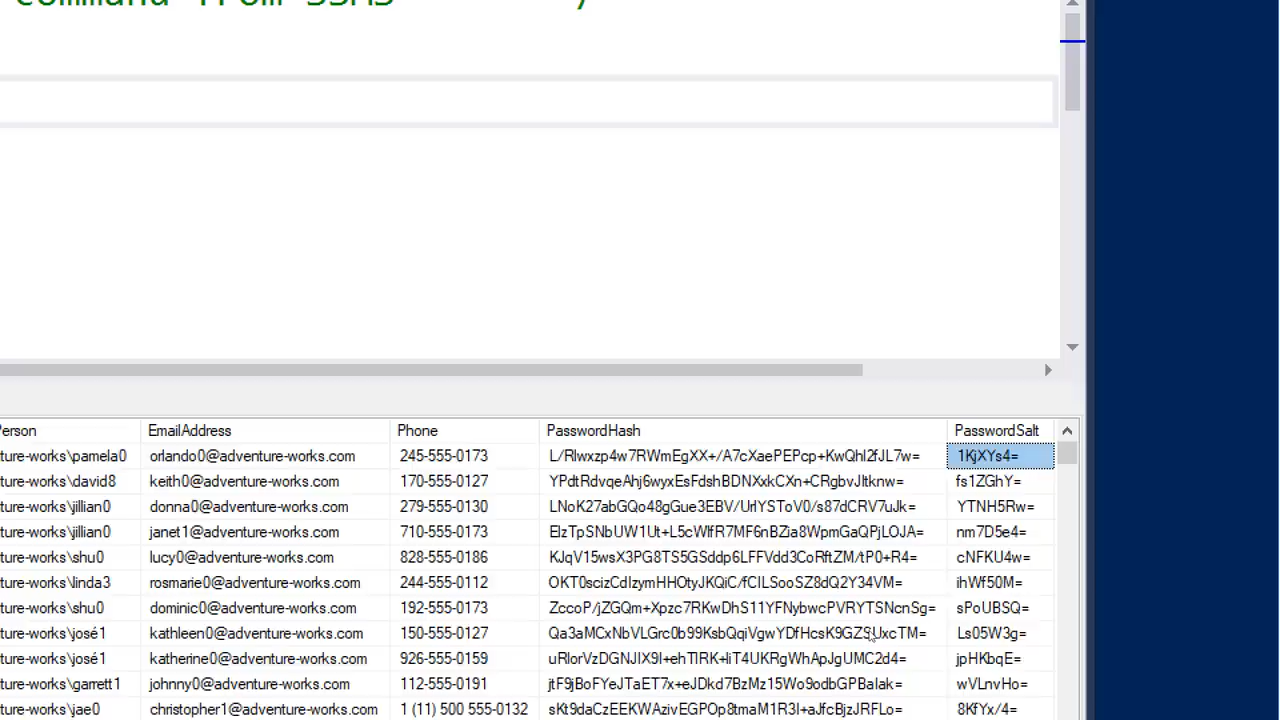 command from SSMS
Person EmailAddress Phone PasswordHash PasswordSalt
ture-works\pamela0 orlando0@adventure-works.com 245-555-0173 L/Rlwxzp4w7RWmEgXX+/A7cXaePEPcp+KwQhl2fJL7w= 1KjXYs4=
ture-works\david8 keith0@adventure-works.com 170-555-0127 YPdtRdvqeAhj6wyxEsFdshBDNXxkCXn+CRgbvJItknw= fs1ZGhY=
ture-works\jillian0 donna0@adventure-works.com 279-555-0130 LNoK27abGQo48gGue3EBV/UrlYSToV0/s87dCRV7uJk= YTNH5Rw=
ture-works\jillian0 janet1@adventure-works.com 710-555-0173 ElzTpSNbUW1Ut+L5cWlfR7MF6nBZia8WpmGaQPjLOJA= nm7D5e4=
ture-works\shu0 lucy0@adventure-works.com 828-555-0186 KJqV15wsX3PG8TS5GSddp6LFFVdd3CoRftZM/tP0+R4= cNFKU4w=
ture-works\linda3 rosmarie0@adventure-works.com 244-555-0112 OKT0scizCdIzymHHOtyJKQiC/fCILSooSZ8dQ2Y34VM= ihWf50M=
ture-works\shu0 dominic0@adventure-works.com 192-555-0173 ZccoP/jZGQm+Xpzc7RKwDhS11YFNybwcPVRYTSNcnSg= sPoUBSQ=
ture-works\josé1 kathleen0@adventure-works.com 150-555-0127 Qa3aMCxNbVLGrc0b99KsbQqiVgwYDfHcsK9GZSUxcTM= Ls05W3g=
ture-works\josé1 katherine0@adventure-works.com 926-555-0159 uRlorVzDGNJIX9I+ehTlRK+liT4UKRgWhApJgUMC2d4= jpHKbqE=
ture-works\garrett1 johnny0@adventure-works.com 112-555-0191 jtF9jBoFYeJTaET7x+eJDkd7BzMz15Wo9odbGPBaIak= wVLnvHo=
ture-works\jae0 christopher1@adventure-works.com 1 (11) 500 555-0132 sKt9daCzEEKWAzivEGPOp8tmaM1R3I+aJfcBjzJRFLo= 8KfYx/4=